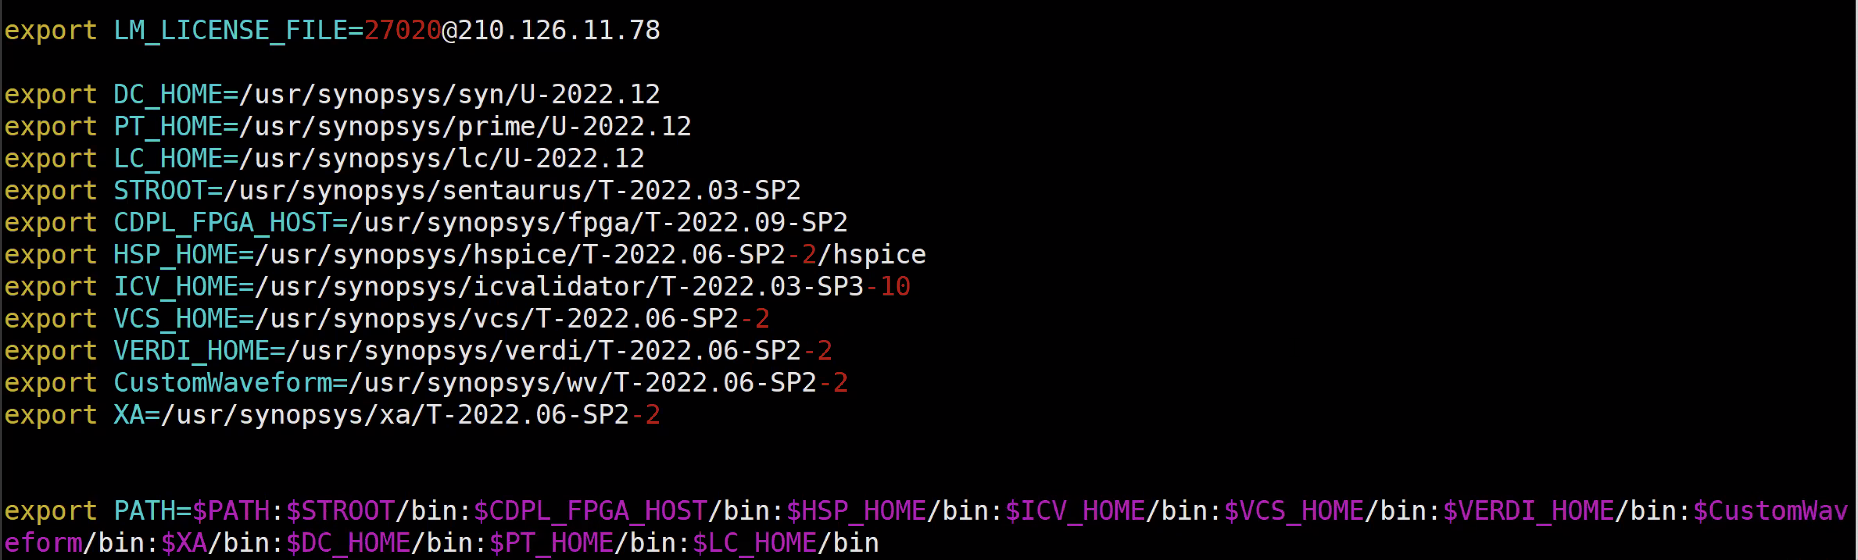 export LM_LICENSE_FILE=27020@210.126.11.78
export DC_HOME=/usr/synopsys/syn/U-2022.12
export PT_HOME=/usr/synopsys/prime/U-2022.12
export LC_HOME=/usr/synopsys/lc/U-2022.12
export STROOT=/usr/synopsys/sentaurus/T-2022.03-SP2
export CDPL_FPGA_HOST=/usr/synopsys/fpga/T-2022.09-SP2
export HSP_HOME=/usr/synopsys/hspice/T-2022.06-SP2-2/hspice
export ICV_HOME=/usr/synopsys/icvalidator/T-2022.03-SP3-10
export VCS_HOME=/usr/synopsys/vcs/T-2022.06-SP2-2
export VERDI_HOME=/usr/synopsys/verdi/T-2022.06-SP2-2
export CustomWaveform=/usr/synopsys/wv/T-2022.06-SP2-2
export XA=/usr/synopsys/xa/T-2022.06-SP2-2
export PATH=$PATH:$STROOT/bin:$CDPL_FPGA_HOST/bin:$HSP_HOME/bin:$ICV_HOME/bin:$VCS_HOME/bin:$VERDI_HOME/bin:$CustomWav
eform/bin:$XA/bin:$DC_HOME/bin:$PT_HOME/bin:$LC_HOME/bin